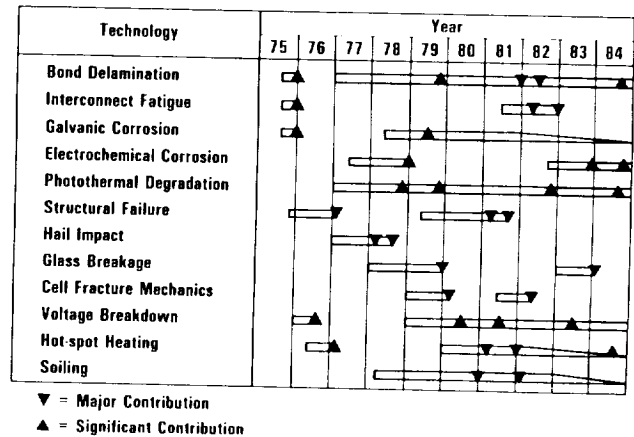 Technology
Year
75 76 77 78 79 80 81 82 83 84
Bond Delamination
Interconnect Fatigue
Galvanic Corrosion
Electrochemical Corrosion
Photothermal Degradation
Structural Failure
Hail Impact
Glass Breakage
Cell Fracture Mechanics
Voltage Breakdown
Hot-spot Heating
Soiling
▼ = Major Contribution
▲ = Significant Contribution